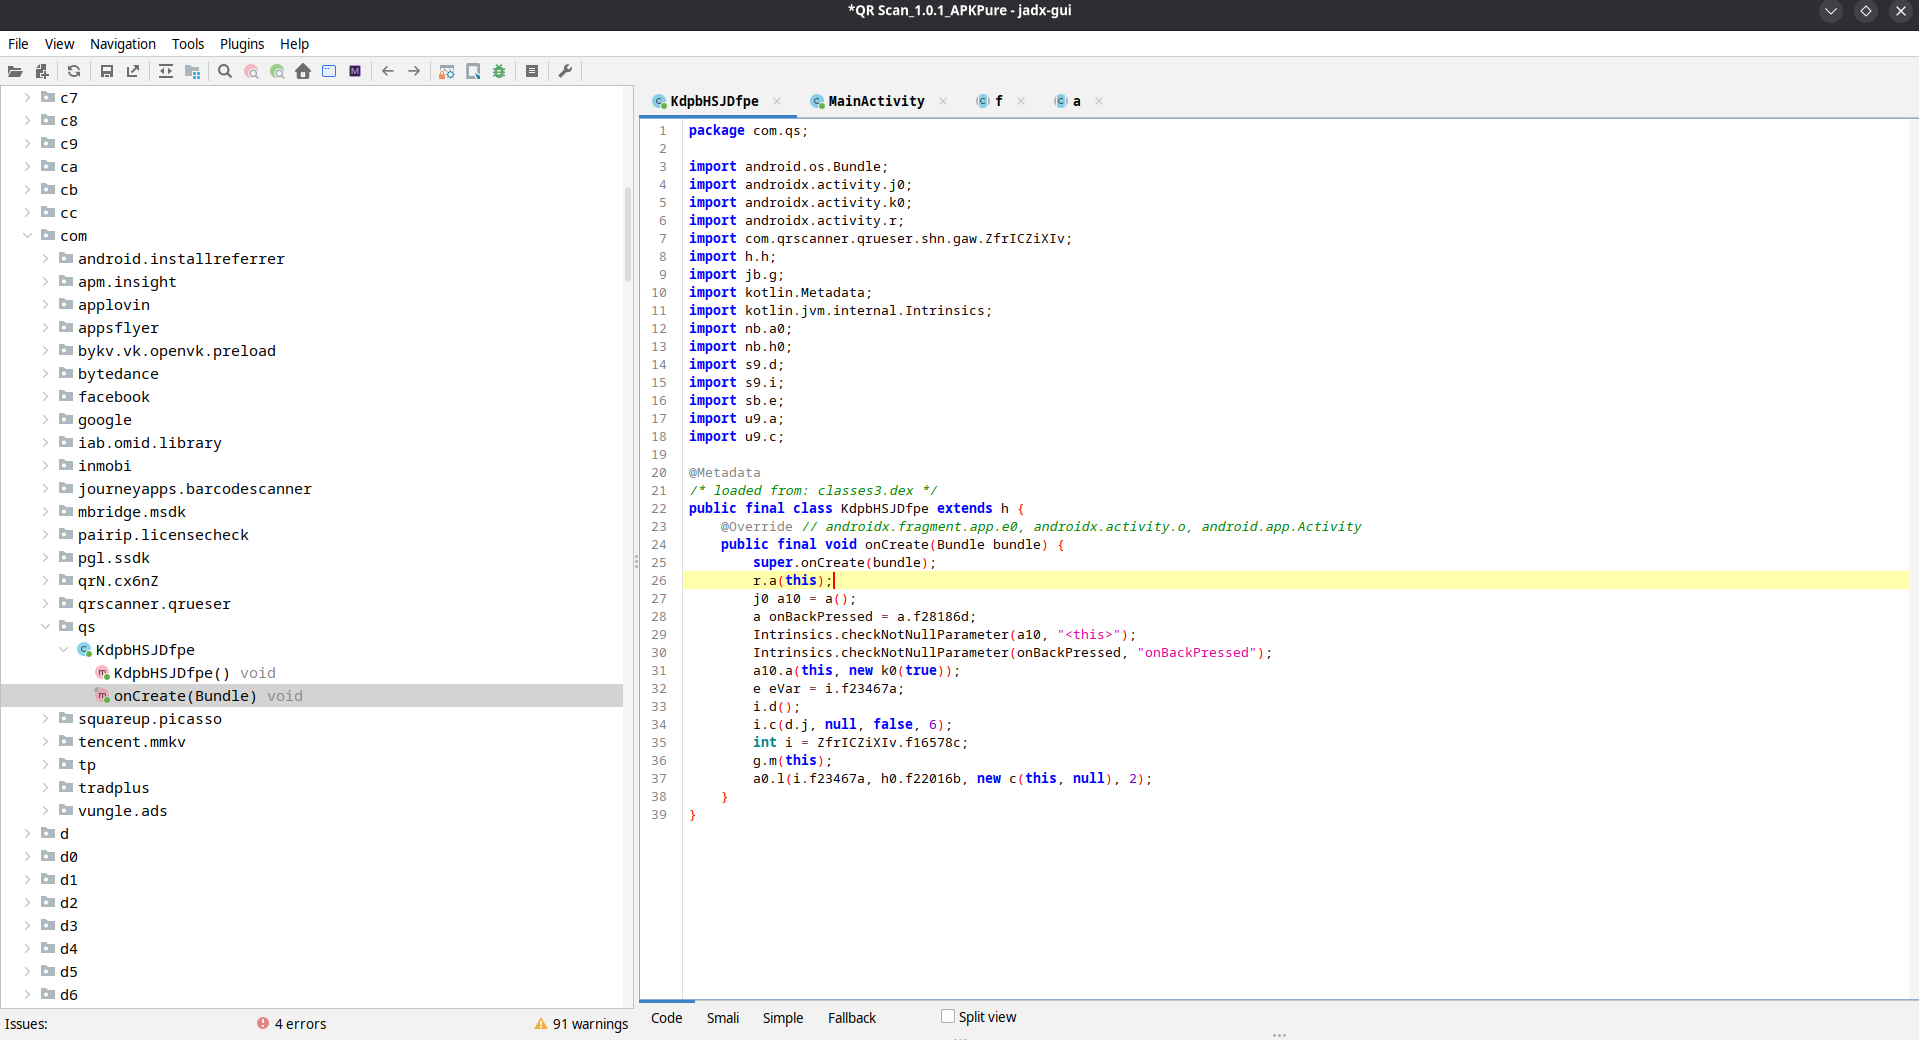 *QR Scan_1.0.1_APKPure - jadx-gui
File View Navigation Tools Plugins Help
c7
c8
c9
ca
cb
cc
com
android.installreferrer
apm.insight
applovin
appsflyer
bykv.vk.openvk.preload
bytedance
facebook
google
iab.omid.library
inmobi
journeyapps.barcodescanner
mbridge.msdk
pairip.licensecheck
pgl.ssdk
qrN.cx6nZ
qrscanner.qrueser
qs
KdpbHSJDfpe
KdpbHSJDfpe() void
onCreate(Bundle) void
squareup.picasso
tencent.mmkv
tp
tradplus
vungle.ads
d
d0
d1
d2
d3
d4
d5
d6
Issues: 4 errors 91 warnings
KdpbHSJDfpe MainActivity f a
1 package com.qs;
2
3 import android.os.Bundle;
4 import androidx.activity.j0;
5 import androidx.activity.k0;
6 import androidx.activity.r;
7 import com.qrscanner.qrueser.shn.gaw.ZfrICZiXIv;
8 import h.h;
9 import jb.g;
10 import kotlin.Metadata;
11 import kotlin.jvm.internal.Intrinsics;
12 import nb.a0;
13 import nb.h0;
14 import s9.d;
15 import s9.i;
16 import sb.e;
17 import u9.a;
18 import u9.c;
19
20 @Metadata
21 /* loaded from: classes3.dex */
22 public final class KdpbHSJDfpe extends h {
23 @Override // androidx.fragment.app.e0, androidx.activity.o, android.app.Activity
24 public final void onCreate(Bundle bundle) {
25 super.onCreate(bundle);
26 r.a(this);
27 j0 a10 = a();
28 a onBackPressed = a.f28186d;
29 Intrinsics.checkNotNullParameter(a10, "<this>");
30 Intrinsics.checkNotNullParameter(onBackPressed, "onBackPressed");
31 a10.a(this, new k0(true));
32 e eVar = i.f23467a;
33 i.d();
34 i.c(d.j, null, false, 6);
35 int i = ZfrICZiXIv.f16578c;
36 g.m(this);
37 a0.l(i.f23467a, h0.f22016b, new c(this, null), 2);
38 }
39 }
Code Smali Simple Fallback Split view